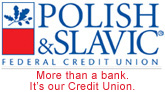 POLISH
&SLAVIC®
FEDERAL CREDIT UNION
More than a bank.
It's our Credit Union.